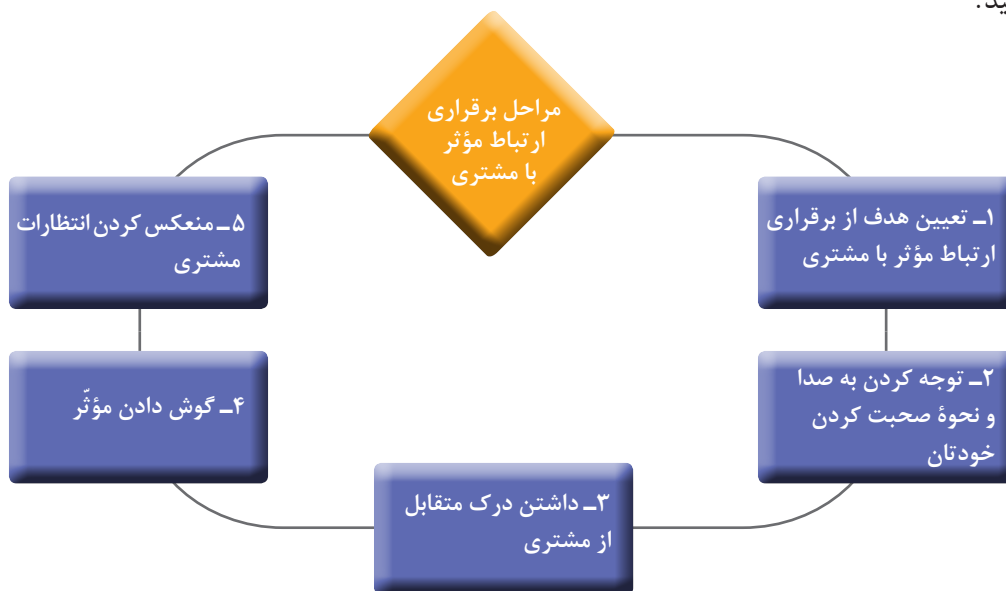 ید.
مراحل برقراری
ارتباط مؤثر
با مشتری
۱ـ تعیین هدف از برقراری
ارتباط مؤثر با مشتری
۲ـ توجه کردن به صدا
و نحوۀ صحبت کردن
خودتان
۳ـ داشتن درک متقابل
از مشتری
۴ـ گوش دادن مؤثّر
۵ـ منعکس کردن انتظارات
مشتری